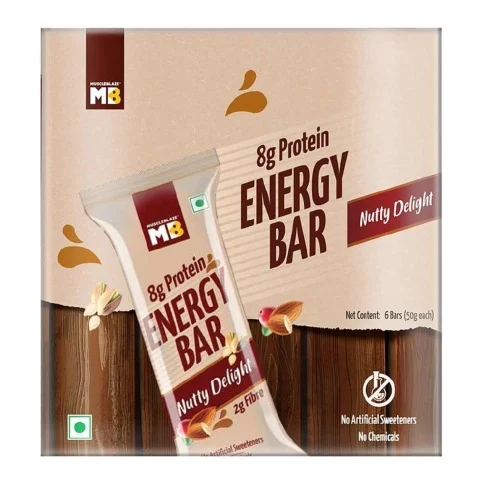 MUSCLEBLAZE
MB
8g Protein
ENERGY
BAR
Nutty Delight
Net Content: 6 Bars (50g each)
MUSCLEBLAZE
MB
8g Protein
ENERGY
BAR
Nutty Delight
2g Fibre
No Artificial Sweeteners
No Artificial Sweeteners
No Chemicals